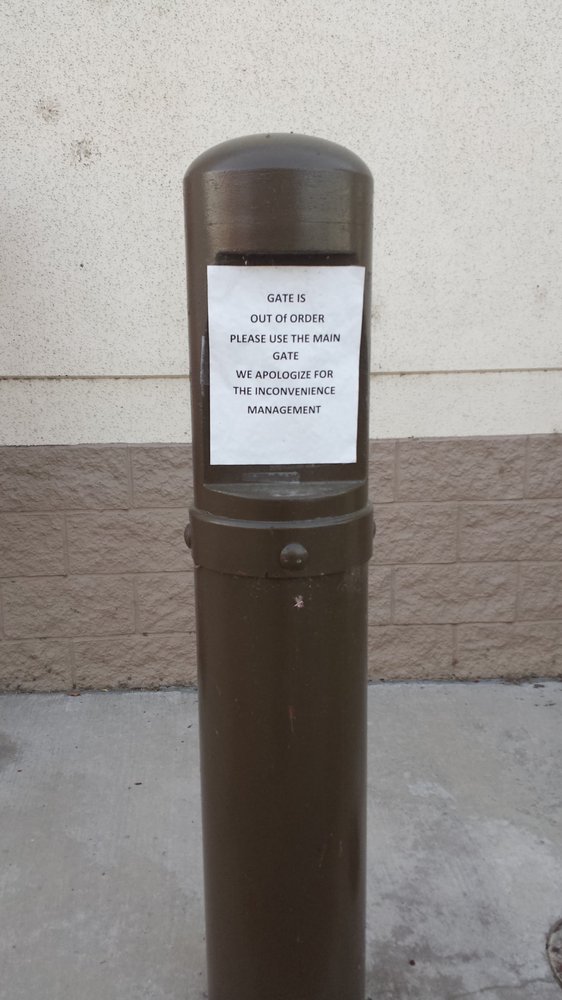 GATE IS
OUT Of ORDER
PLEASE USE THE MAIN
GATE
WE APOLOGIZE FOR
THE INCONVENIENCE
MANAGEMENT